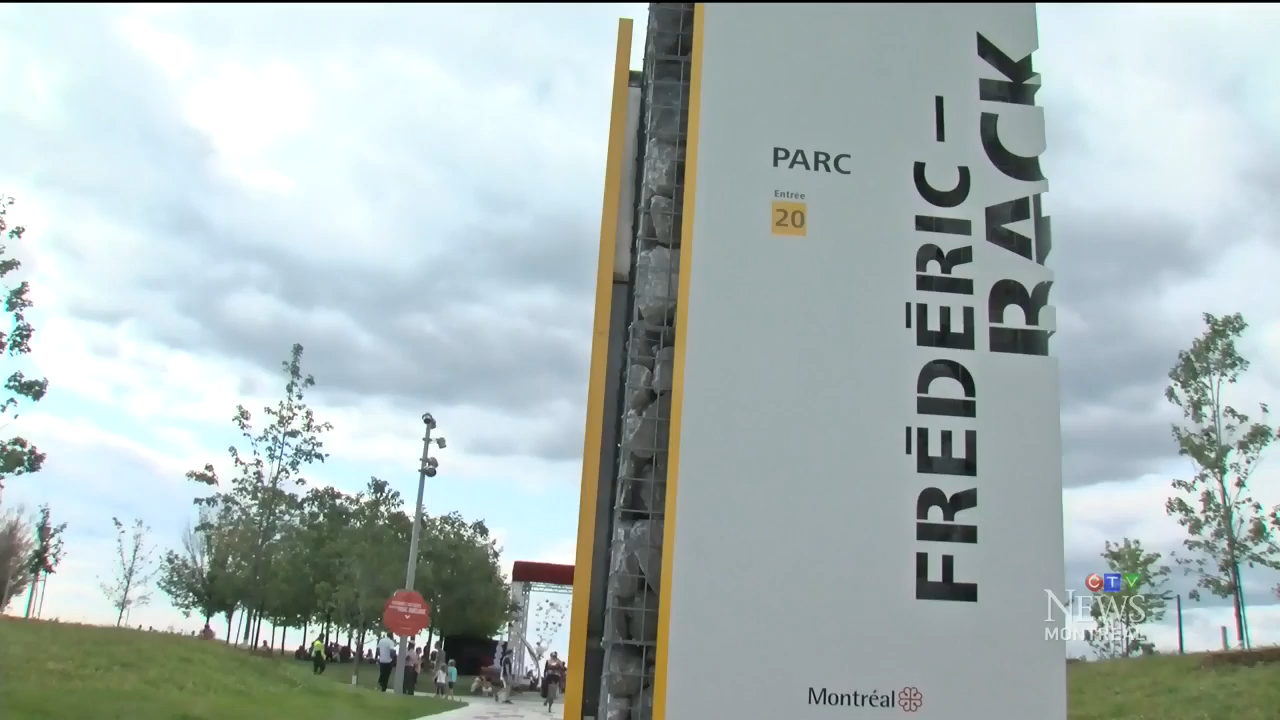 PARC
Entrée
20
FRÉDÉRIC-
BACK
Montréal
CTV
NEWS
MONTREAL